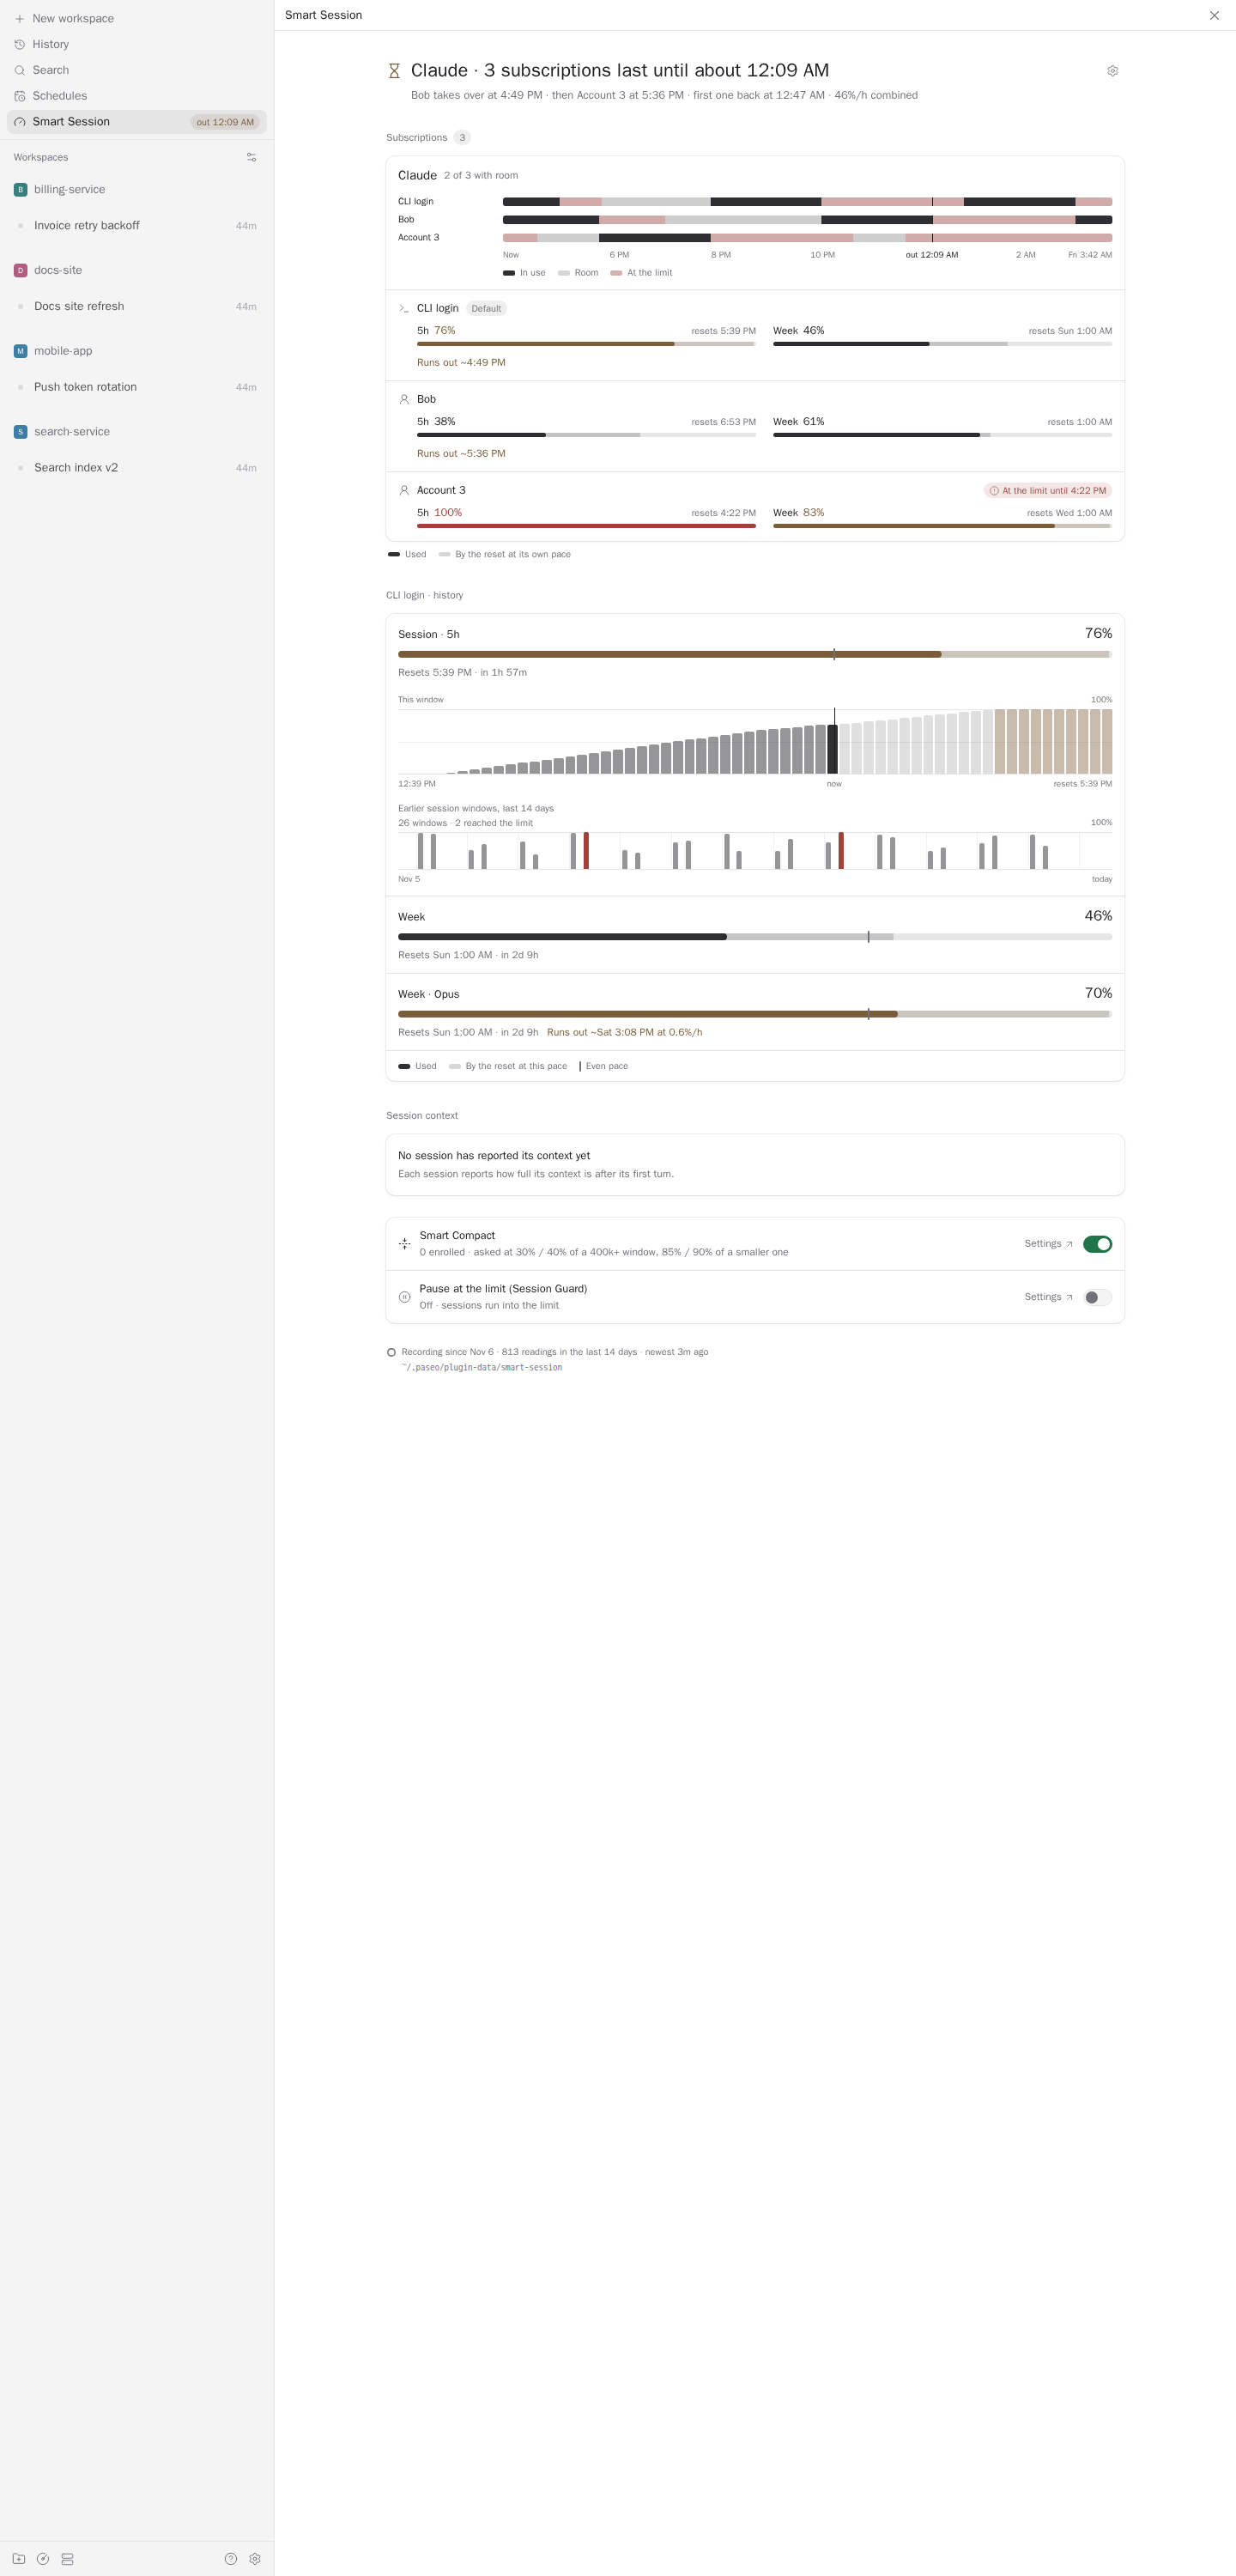 New workspace
History
Search
Schedules
Smart Session out 12:09 AM
Workspaces
B billing-service
Invoice retry backoff 44m
D docs-site
Docs site refresh 44m
M mobile-app
Push token rotation 44m
S search-service
Search index v2 44m
Smart Session
Claude · 3 subscriptions last until about 12:09 AM
Bob takes over at 4:49 PM · then Account 3 at 5:36 PM · first one back at 12:47 AM · 46%/h combined
Subscriptions 3
Claude 2 of 3 with room
CLI login
Bob
Account 3
Now 6 PM 8 PM 10 PM out 12:09 AM 2 AM Fri 3:42 AM
In use Room At the limit
CLI login Default
5h 76% resets 5:39 PM Week 46% resets Sun 1:00 AM
Runs out ~4:49 PM
Bob
5h 38% resets 6:53 PM Week 61% resets 1:00 AM
Runs out ~5:36 PM
Account 3 At the limit until 4:22 PM
5h 100% resets 4:22 PM Week 83% resets Wed 1:00 AM
Used By the reset at its own pace
CLI login · history
Session · 5h 76%
Resets 5:39 PM · in 1h 57m
This window 100%
12:39 PM now resets 5:39 PM
Earlier session windows, last 14 days
26 windows · 2 reached the limit 100%
Nov 5 today
Week 46%
Resets Sun 1:00 AM · in 2d 9h
Week · Opus 70%
Resets Sun 1:00 AM · in 2d 9h Runs out ~Sat 3:08 PM at 0.6%/h
Used By the reset at this pace Even pace
Session context
No session has reported its context yet
Each session reports how full its context is after its first turn.
Smart Compact
0 enrolled · asked at 30% / 40% of a 400k+ window, 85% / 90% of a smaller one
Settings
Pause at the limit (Session Guard)
Off · sessions run into the limit
Settings
Recording since Nov 6 · 813 readings in the last 14 days · newest 3m ago
~/.paseo/plugin-data/smart-session